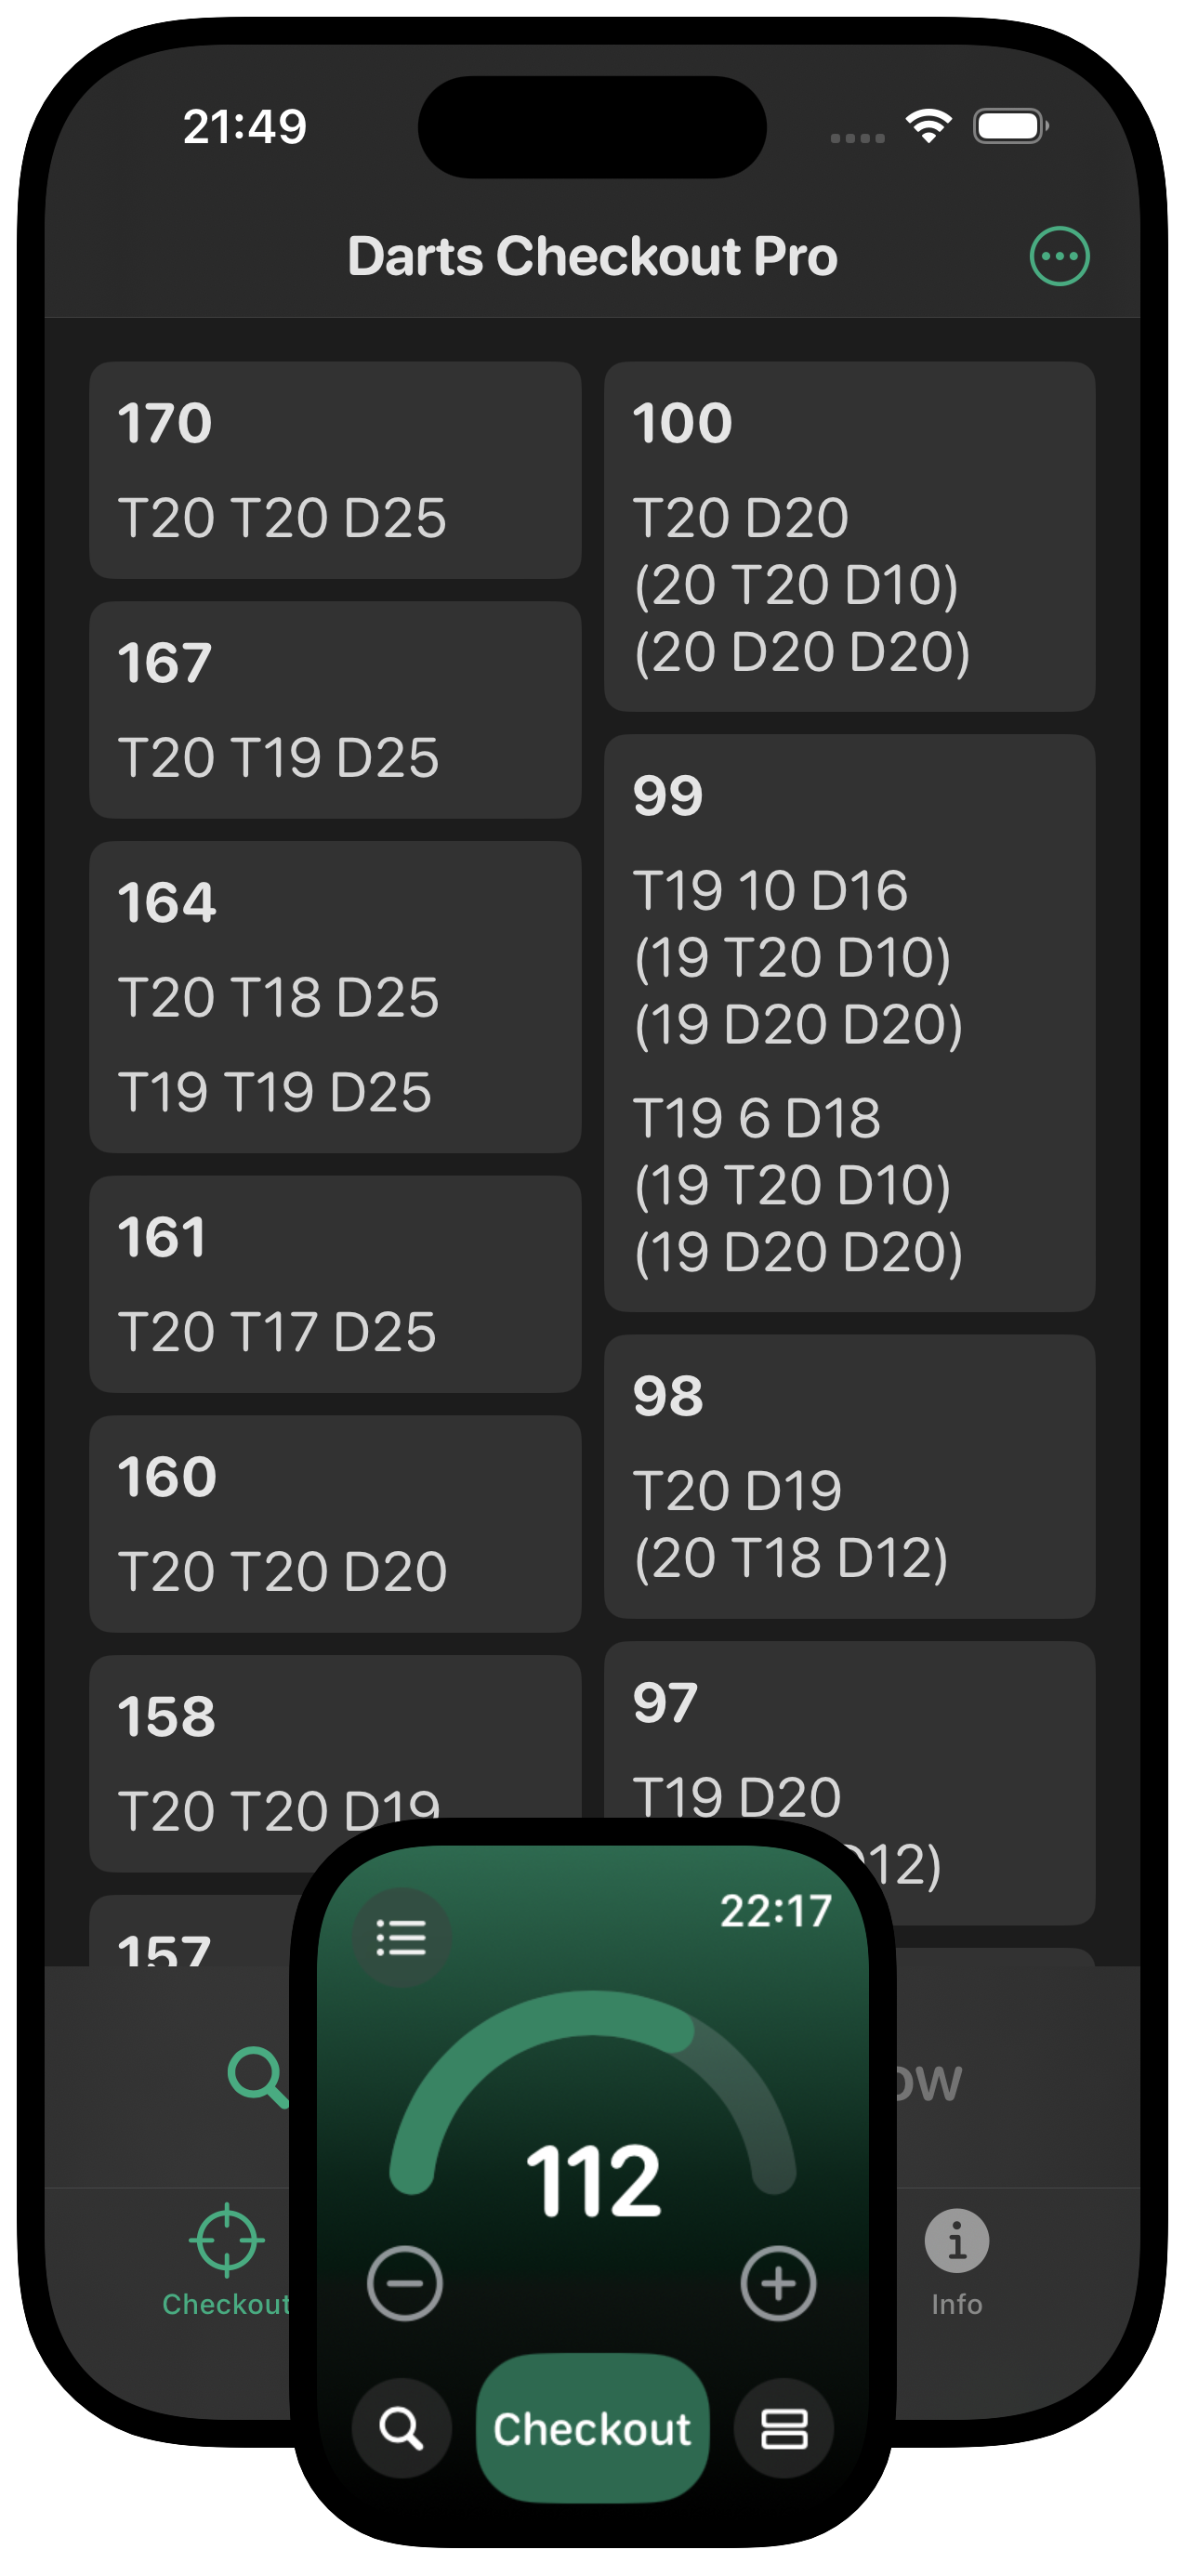 21:49
Darts Checkout Pro
170
T20 T20 D25
167
T20 T19 D25
164
T20 T18 D25
T19 T19 D25
161
T20 T17 D25
160
T20 T20 D20
158
T20 T20 D19
157
100
T20 D20
(20 T20 D10)
(20 D20 D20)
99
T19 10 D16
(19 T20 D10)
(19 D20 D20)
T19 6 D18
(19 T20 D10)
(19 D20 D20)
98
T20 D19
(20 T18 D12)
97
T19 D20
Checkout
Info
22:17
112
Checkout